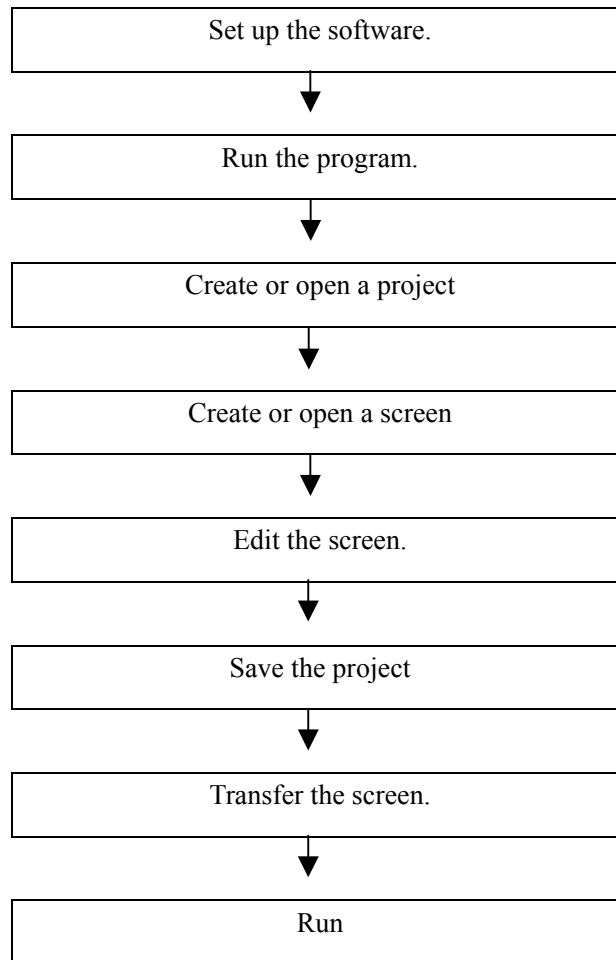 Set up the software.
Run the program.
Create or open a project
Create or open a screen
Edit the screen.
Save the project
Transfer the screen.
Run